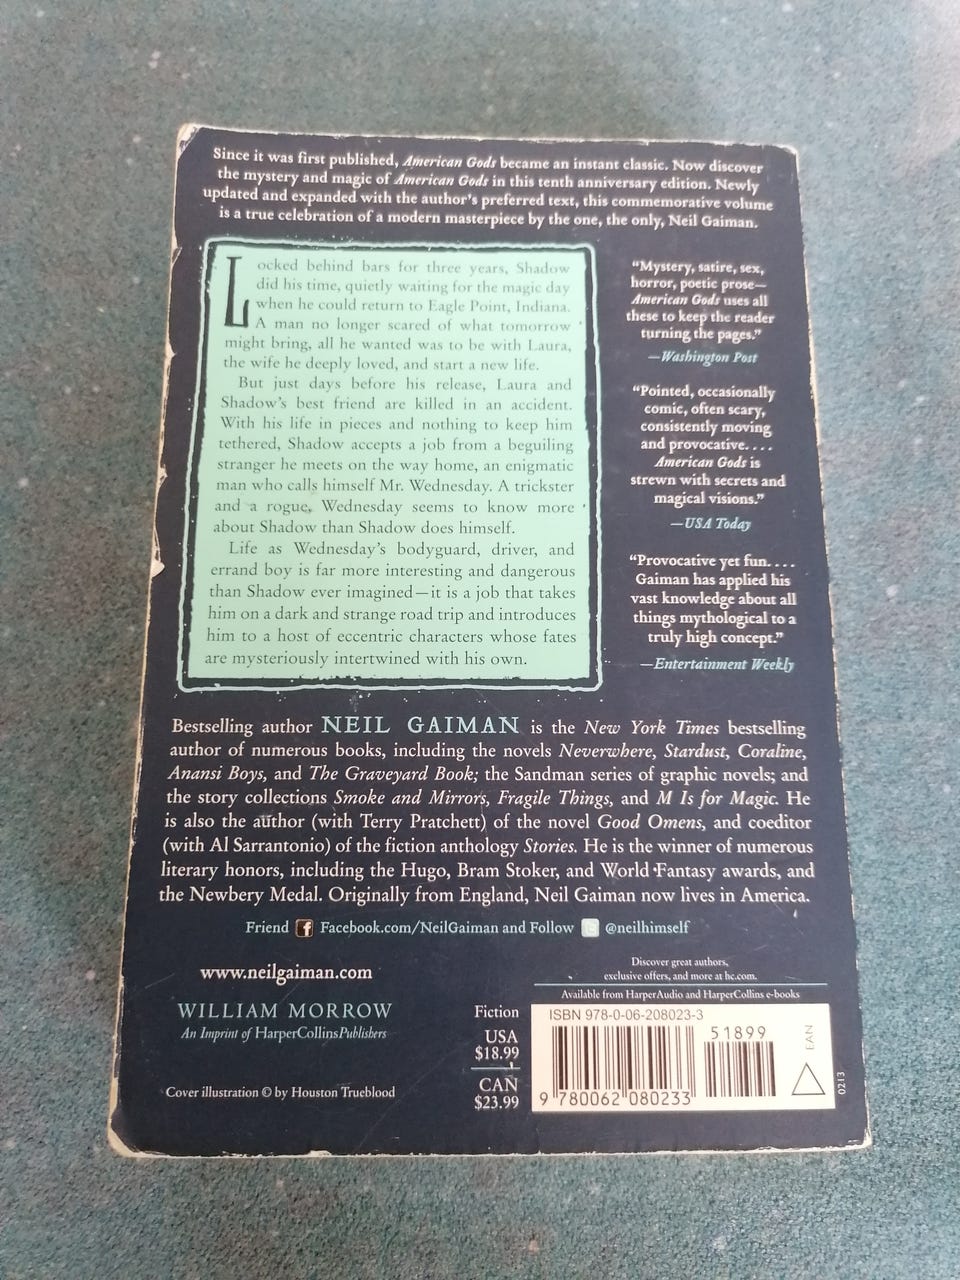 Since it was first published, American Gods became an instant classic. Now discover
the mystery and magic of American Gods in this tenth anniversary edition. Newly
updated and expanded with the author's preferred text, this commemorative volume
is a true celebration of a modern masterpiece by the one, the only, Neil Gaiman.
Locked behind bars for three years, Shadow
did his time, quietly waiting for the magic day
when he could return to Eagle Point, Indiana.
A man no longer scared of what tomorrow
might bring, all he wanted was to be with Laura,
the wife he deeply loved, and start a new life.
But just days before his release, Laura and
Shadow's best friend are killed in an accident.
With his life in pieces and nothing to keep him
tethered, Shadow accepts a job from a beguiling
stranger he meets on the way home, an enigmatic
man who calls himself Mr. Wednesday. A trickster
and a rogue, Wednesday seems to know more
about Shadow than Shadow does himself.
Life as Wednesday's bodyguard, driver, and
errand boy is far more interesting and dangerous
than Shadow ever imagined—it is a job that takes
him on a dark and strange road trip and introduces
him to a host of eccentric characters whose fates
are mysteriously intertwined with his own.
“Mystery, satire, sex,
horror, poetic prose—
American Gods uses all
these to keep the reader
turning the pages.”
—Washington Post
“Pointed, occasionally
comic, often scary,
consistently moving
and provocative. . . .
American Gods is
strewn with secrets and
magical visions.”
—USA Today
“Provocative yet fun. . . .
Gaiman has applied his
vast knowledge about all
things mythological to a
truly high concept.”
—Entertainment Weekly
Bestselling author NEIL GAIMAN is the New York Times bestselling
author of numerous books, including the novels Neverwhere, Stardust, Coraline,
Anansi Boys, and The Graveyard Book; the Sandman series of graphic novels; and
the story collections Smoke and Mirrors, Fragile Things, and M Is for Magic. He
is also the author (with Terry Pratchett) of the novel Good Omens, and coeditor
(with Al Sarrantonio) of the fiction anthology Stories. He is the winner of numerous
literary honors, including the Hugo, Bram Stoker, and World Fantasy awards, and
the Newbery Medal. Originally from England, Neil Gaiman now lives in America.
Friend f Facebook.com/NeilGaiman and Follow t @neilhimself
www.neilgaiman.com
WILLIAM MORROW
An Imprint of HarperCollinsPublishers
Cover illustration © by Houston Trueblood
Discover great authors,
exclusive offers, and more at hc.com.
Available from HarperAudio and HarperCollins e-books
Fiction
USA
$18.99
CAN
$23.99
ISBN 978-0-06-208023-3
51899
9 780062 080233
EAN
0213